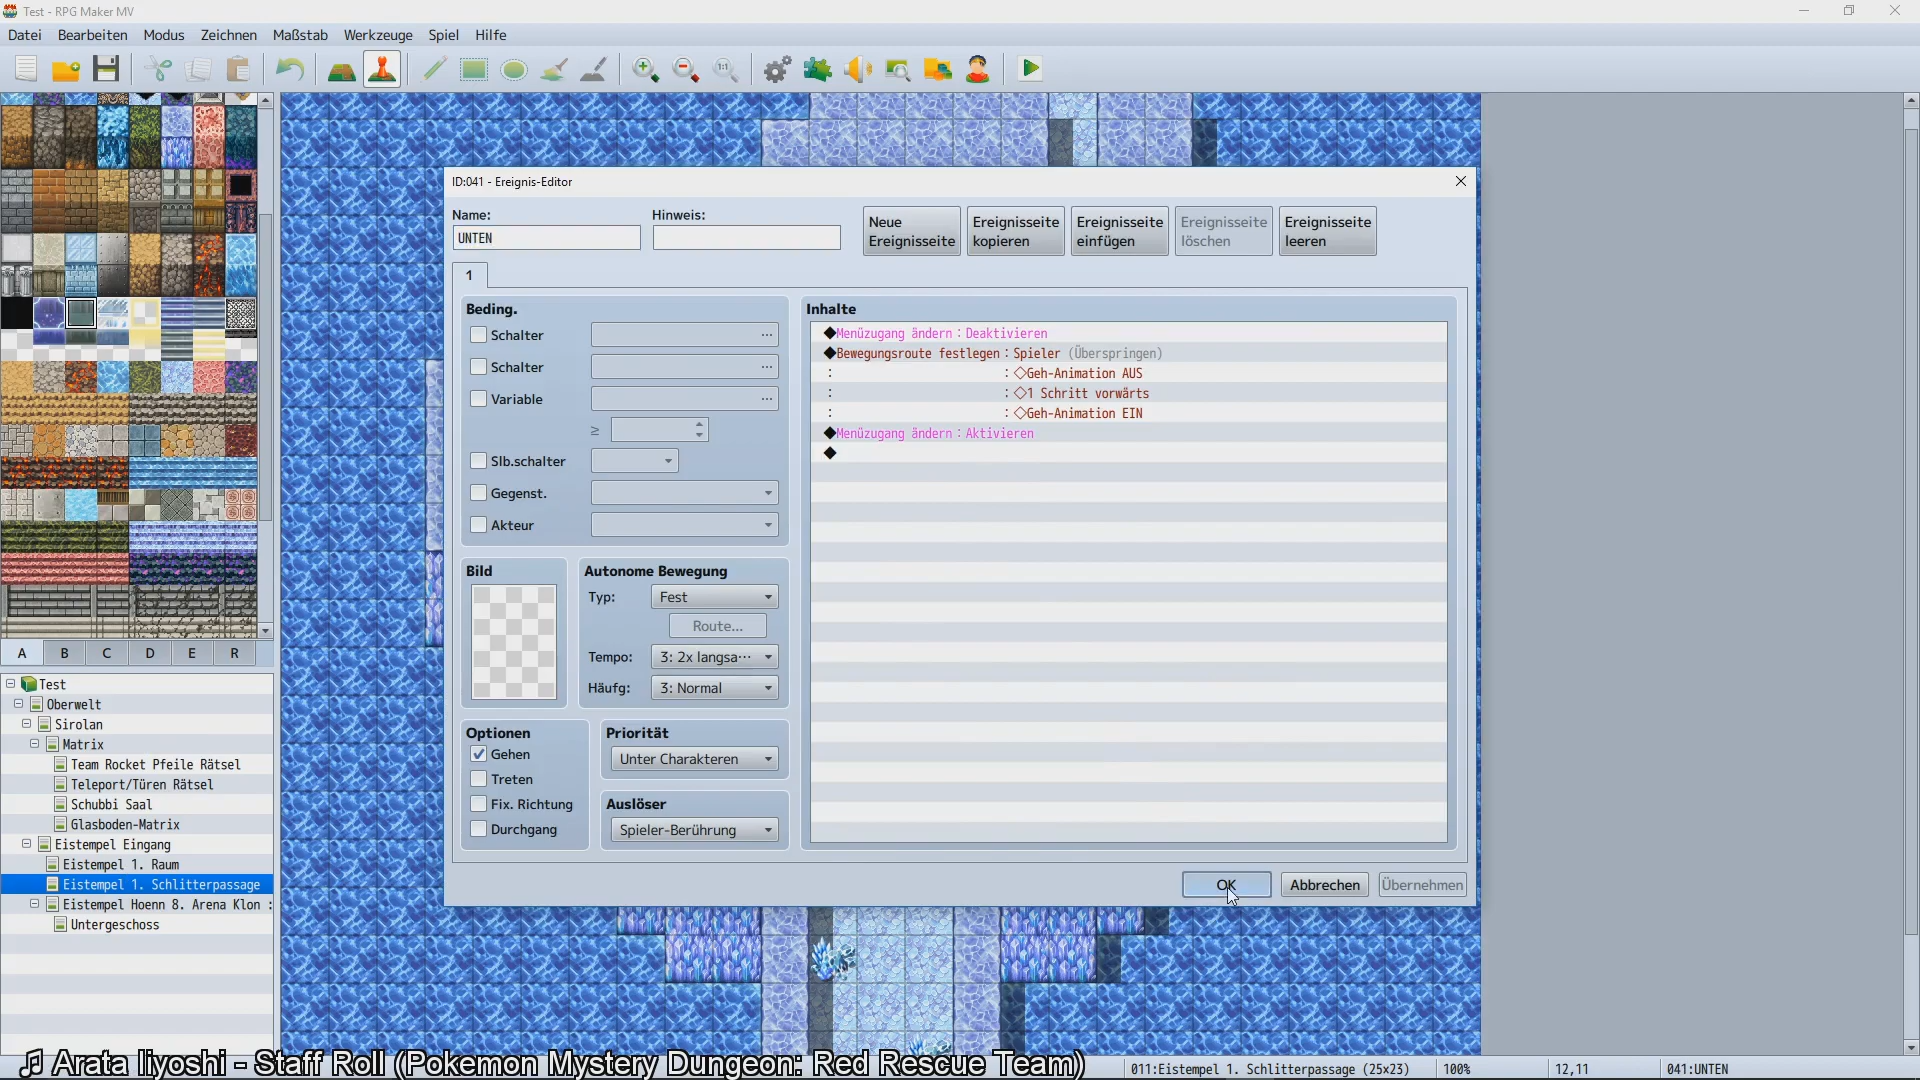 Test - RPG Maker MV
Datei Bearbeiten Modus Zeichnen Maßstab Werkzeuge Spiel Hilfe
1:1
ID:041 - Ereignis-Editor
Name:
UNTEN
Hinweis:
Neue Ereignisseite
Ereignisseite kopieren
Ereignisseite einfügen
Ereignisseite löschen
Ereignisseite leeren
1
Beding.
Schalter ...
Schalter ...
Variable ...
≥
Slb.schalter
Gegenst.
Akteur
Bild
Autonome Bewegung
Typ: Fest
Route...
Tempo: 3: 2x langsa...
Häufg: 3: Normal
Optionen
Gehen
Treten
Fix. Richtung
Durchgang
Priorität
Unter Charakteren
Auslöser
Spieler-Berührung
Inhalte
◆Menüzugang ändern：Deaktivieren
◆Bewegungsroute festlegen：Spieler (Überspringen)
：　　　：◇Geh-Animation AUS
：　　　：◇1 Schritt vorwärts
：　　　：◇Geh-Animation EIN
◆Menüzugang ändern：Aktivieren
◆
OK Abbrechen Übernehmen
A B C D E R
Test
Oberwelt
Sirolan
Matrix
Team Rocket Pfeile Rätsel
Teleport/Türen Rätsel
Schubbi Saal
Glasboden-Matrix
Eistempel Eingang
Eistempel 1. Raum
Eistempel 1. Schlitterpassage
Eistempel Hoenn 8. Arena Klon :
Untergeschoss
♫ Arata Iiyoshi - Staff Roll (Pokemon Mystery Dungeon: Red Rescue Team)
011:Eistempel 1. Schlitterpassage (25x23) 100% 12,11 041:UNTEN